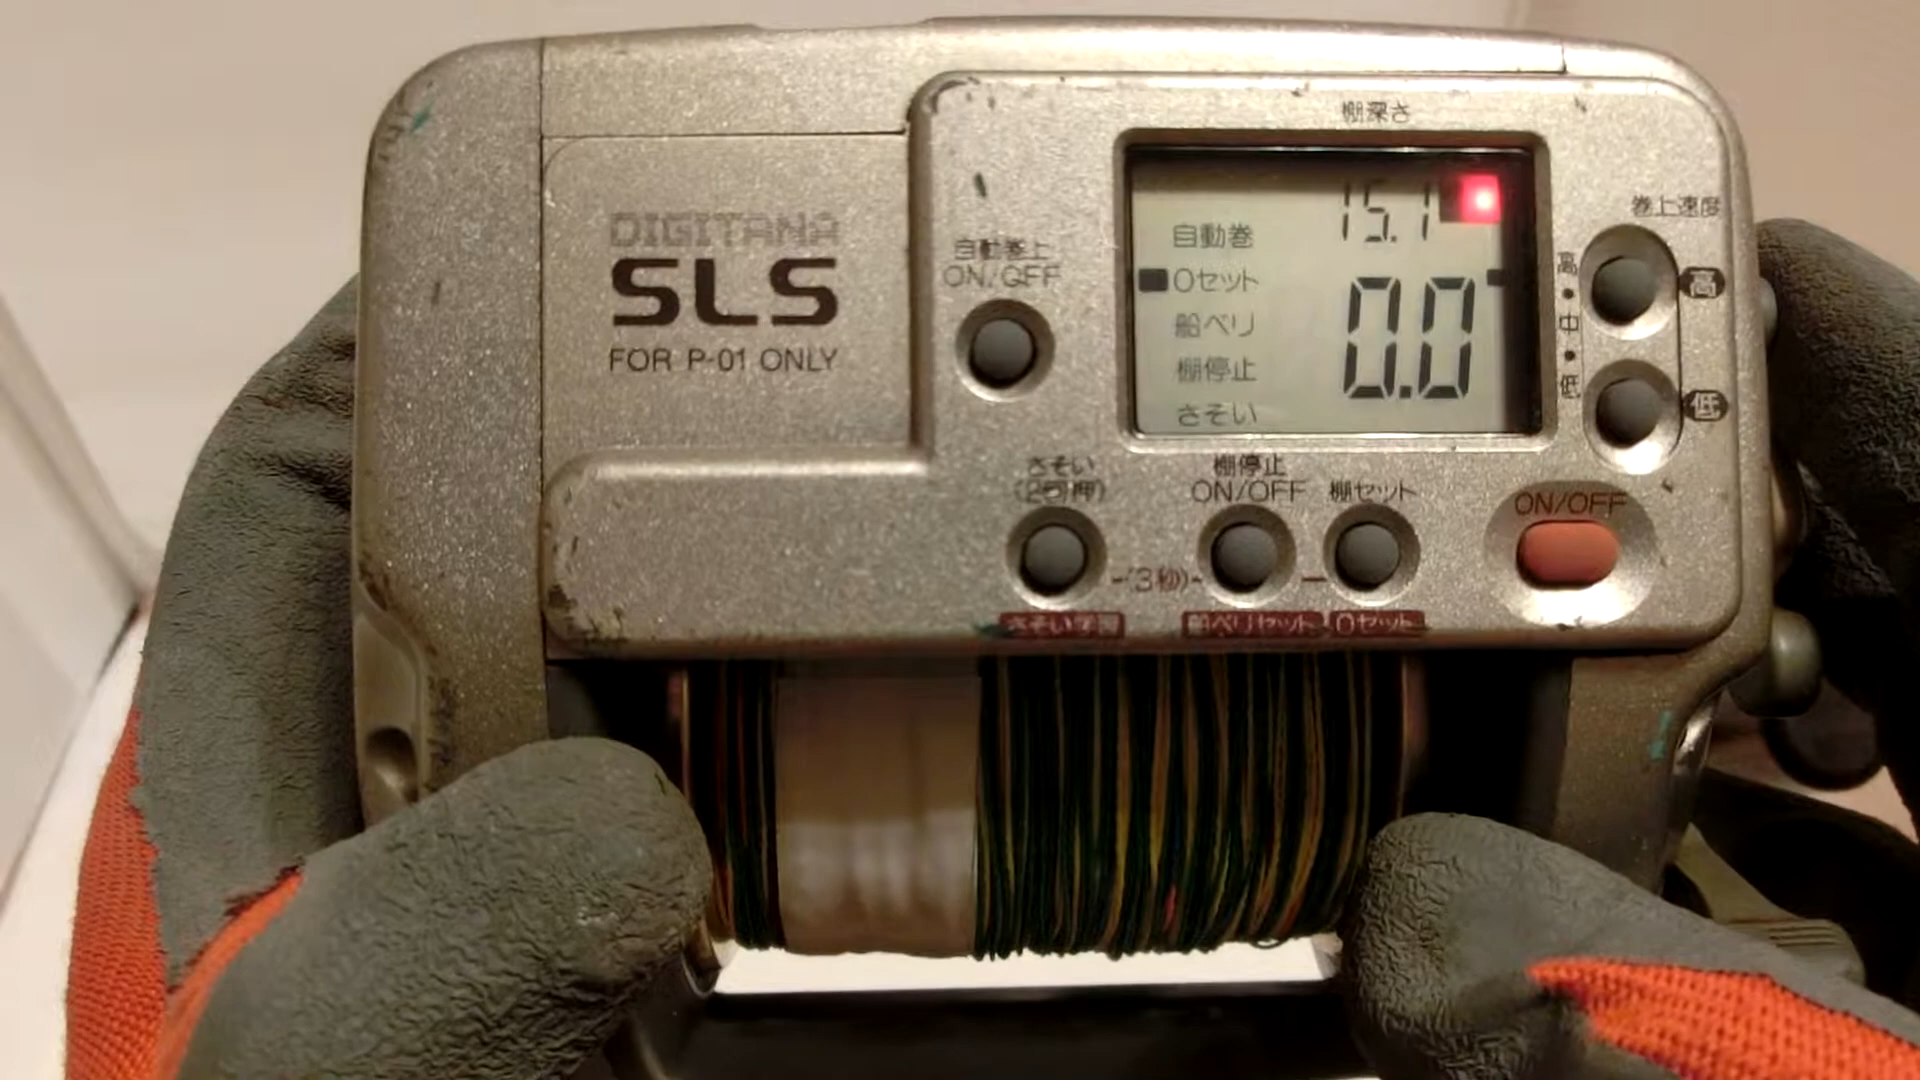 棚深さ
15.1
DIGITANA
SLS
FOR P-01 ONLY
自動巻上
ON/OFF
自動巻
0セット
船べり
棚停止
さそい
0.0
巻上速度
高
中
低
高
低
さそい
(2回押)
棚停止
ON/OFF
棚セット
ON/OFF
(3秒)
さそい学習
船べりセット
0セット